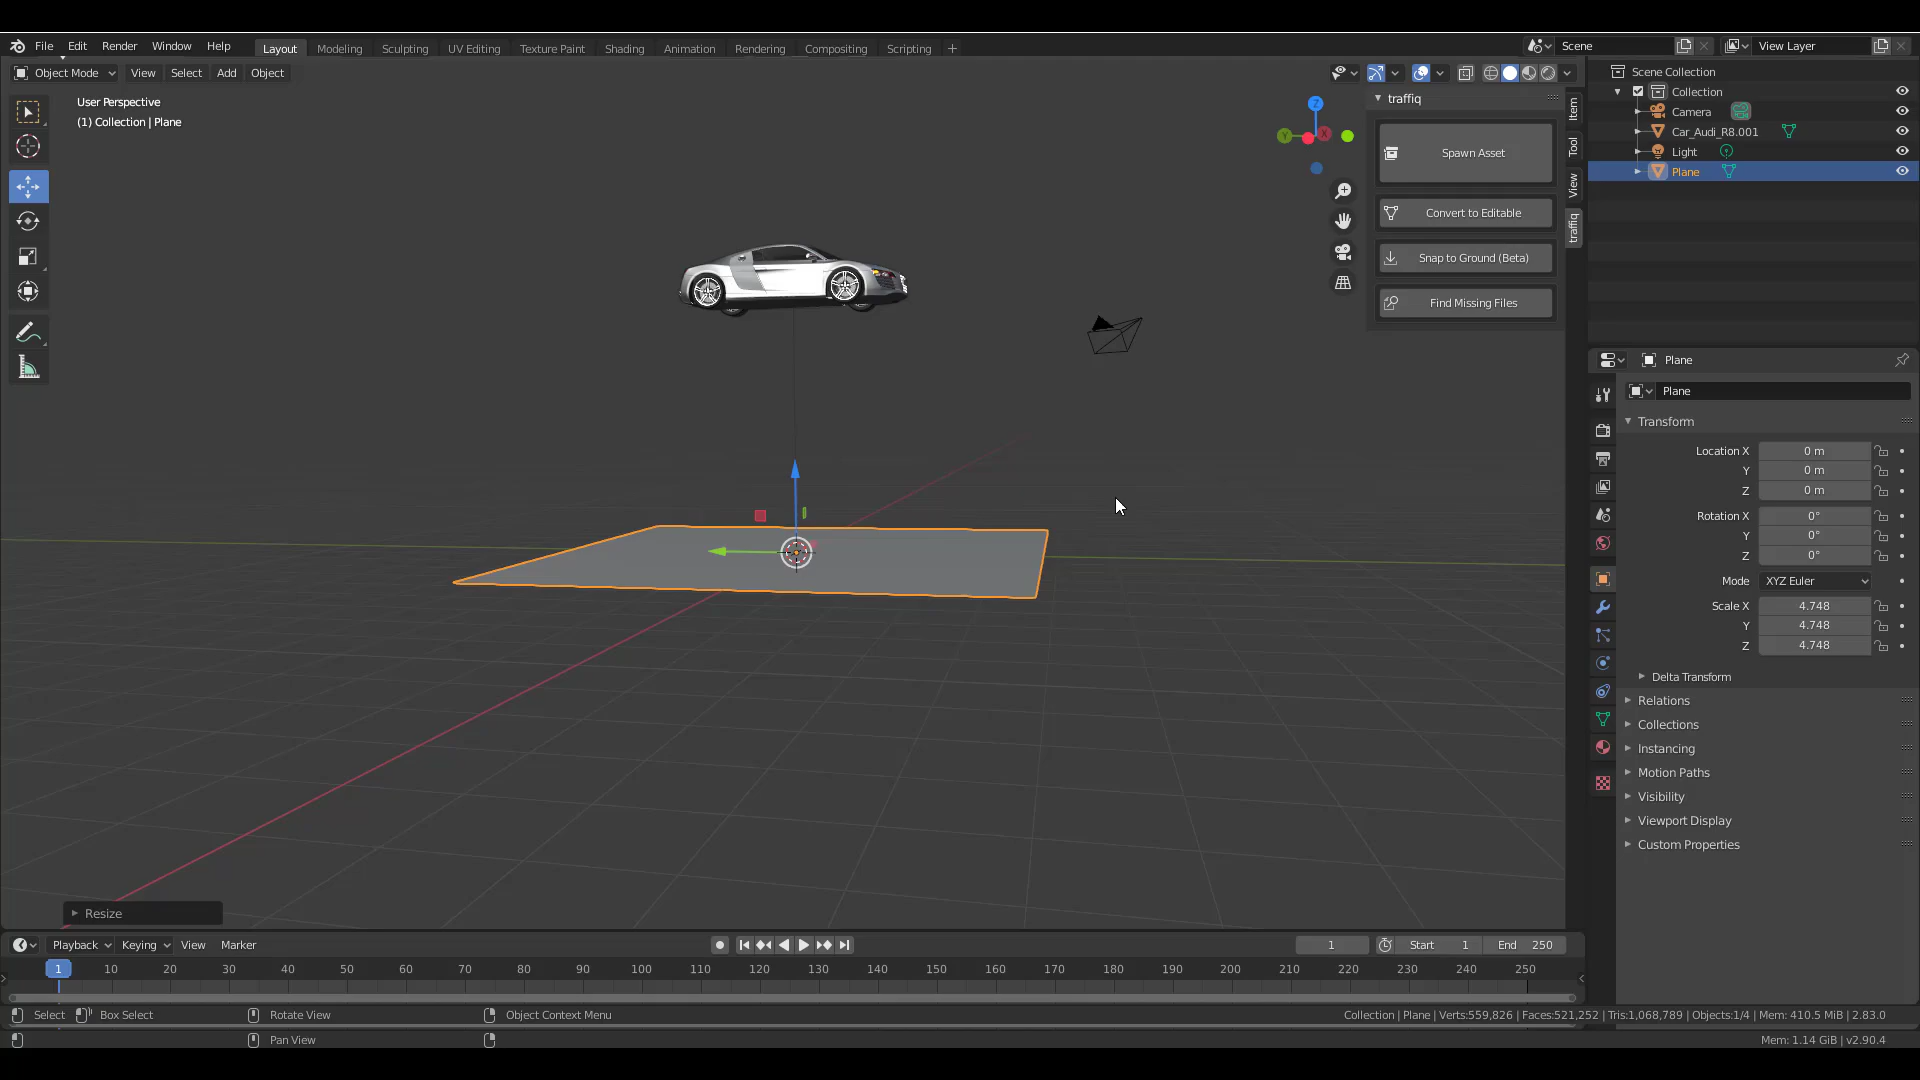 File Edit Render Window Help Layout Modeling Sculpting UV Editing Texture Paint Shading Animation Rendering Compositing Scripting + Scene View Layer
Object Mode View Select Add Object
User Perspective
(1) Collection | Plane
traffiq
Spawn Asset
Convert to Editable
Snap to Ground (Beta)
Find Missing Files
Item
Tool
View
traffiq
Z
Y
X
Scene Collection
Collection
Camera
Car_Audi_R8.001
Light
Plane
Plane
Plane
Transform
Location X 0 m
Y 0 m
Z 0 m
Rotation X 0°
Y 0°
Z 0°
Mode XYZ Euler
Scale X 4.748
Y 4.748
Z 4.748
Delta Transform
Relations
Collections
Instancing
Motion Paths
Visibility
Viewport Display
Custom Properties
Resize
Playback Keying View Marker 1 Start 1 End 250
1 10 20 30 40 50 60 70 80 90 100 110 120 130 140 150 160 170 180 190 200 210 220 230 240 250
Select Box Select Rotate View Object Context Menu Collection | Plane | Verts:559,826 | Faces:521,252 | Tris:1,068,789 | Objects:1/4 | Mem: 410.5 MiB | 2.83.0
Pan View Mem: 1.14 GiB | v2.90.4